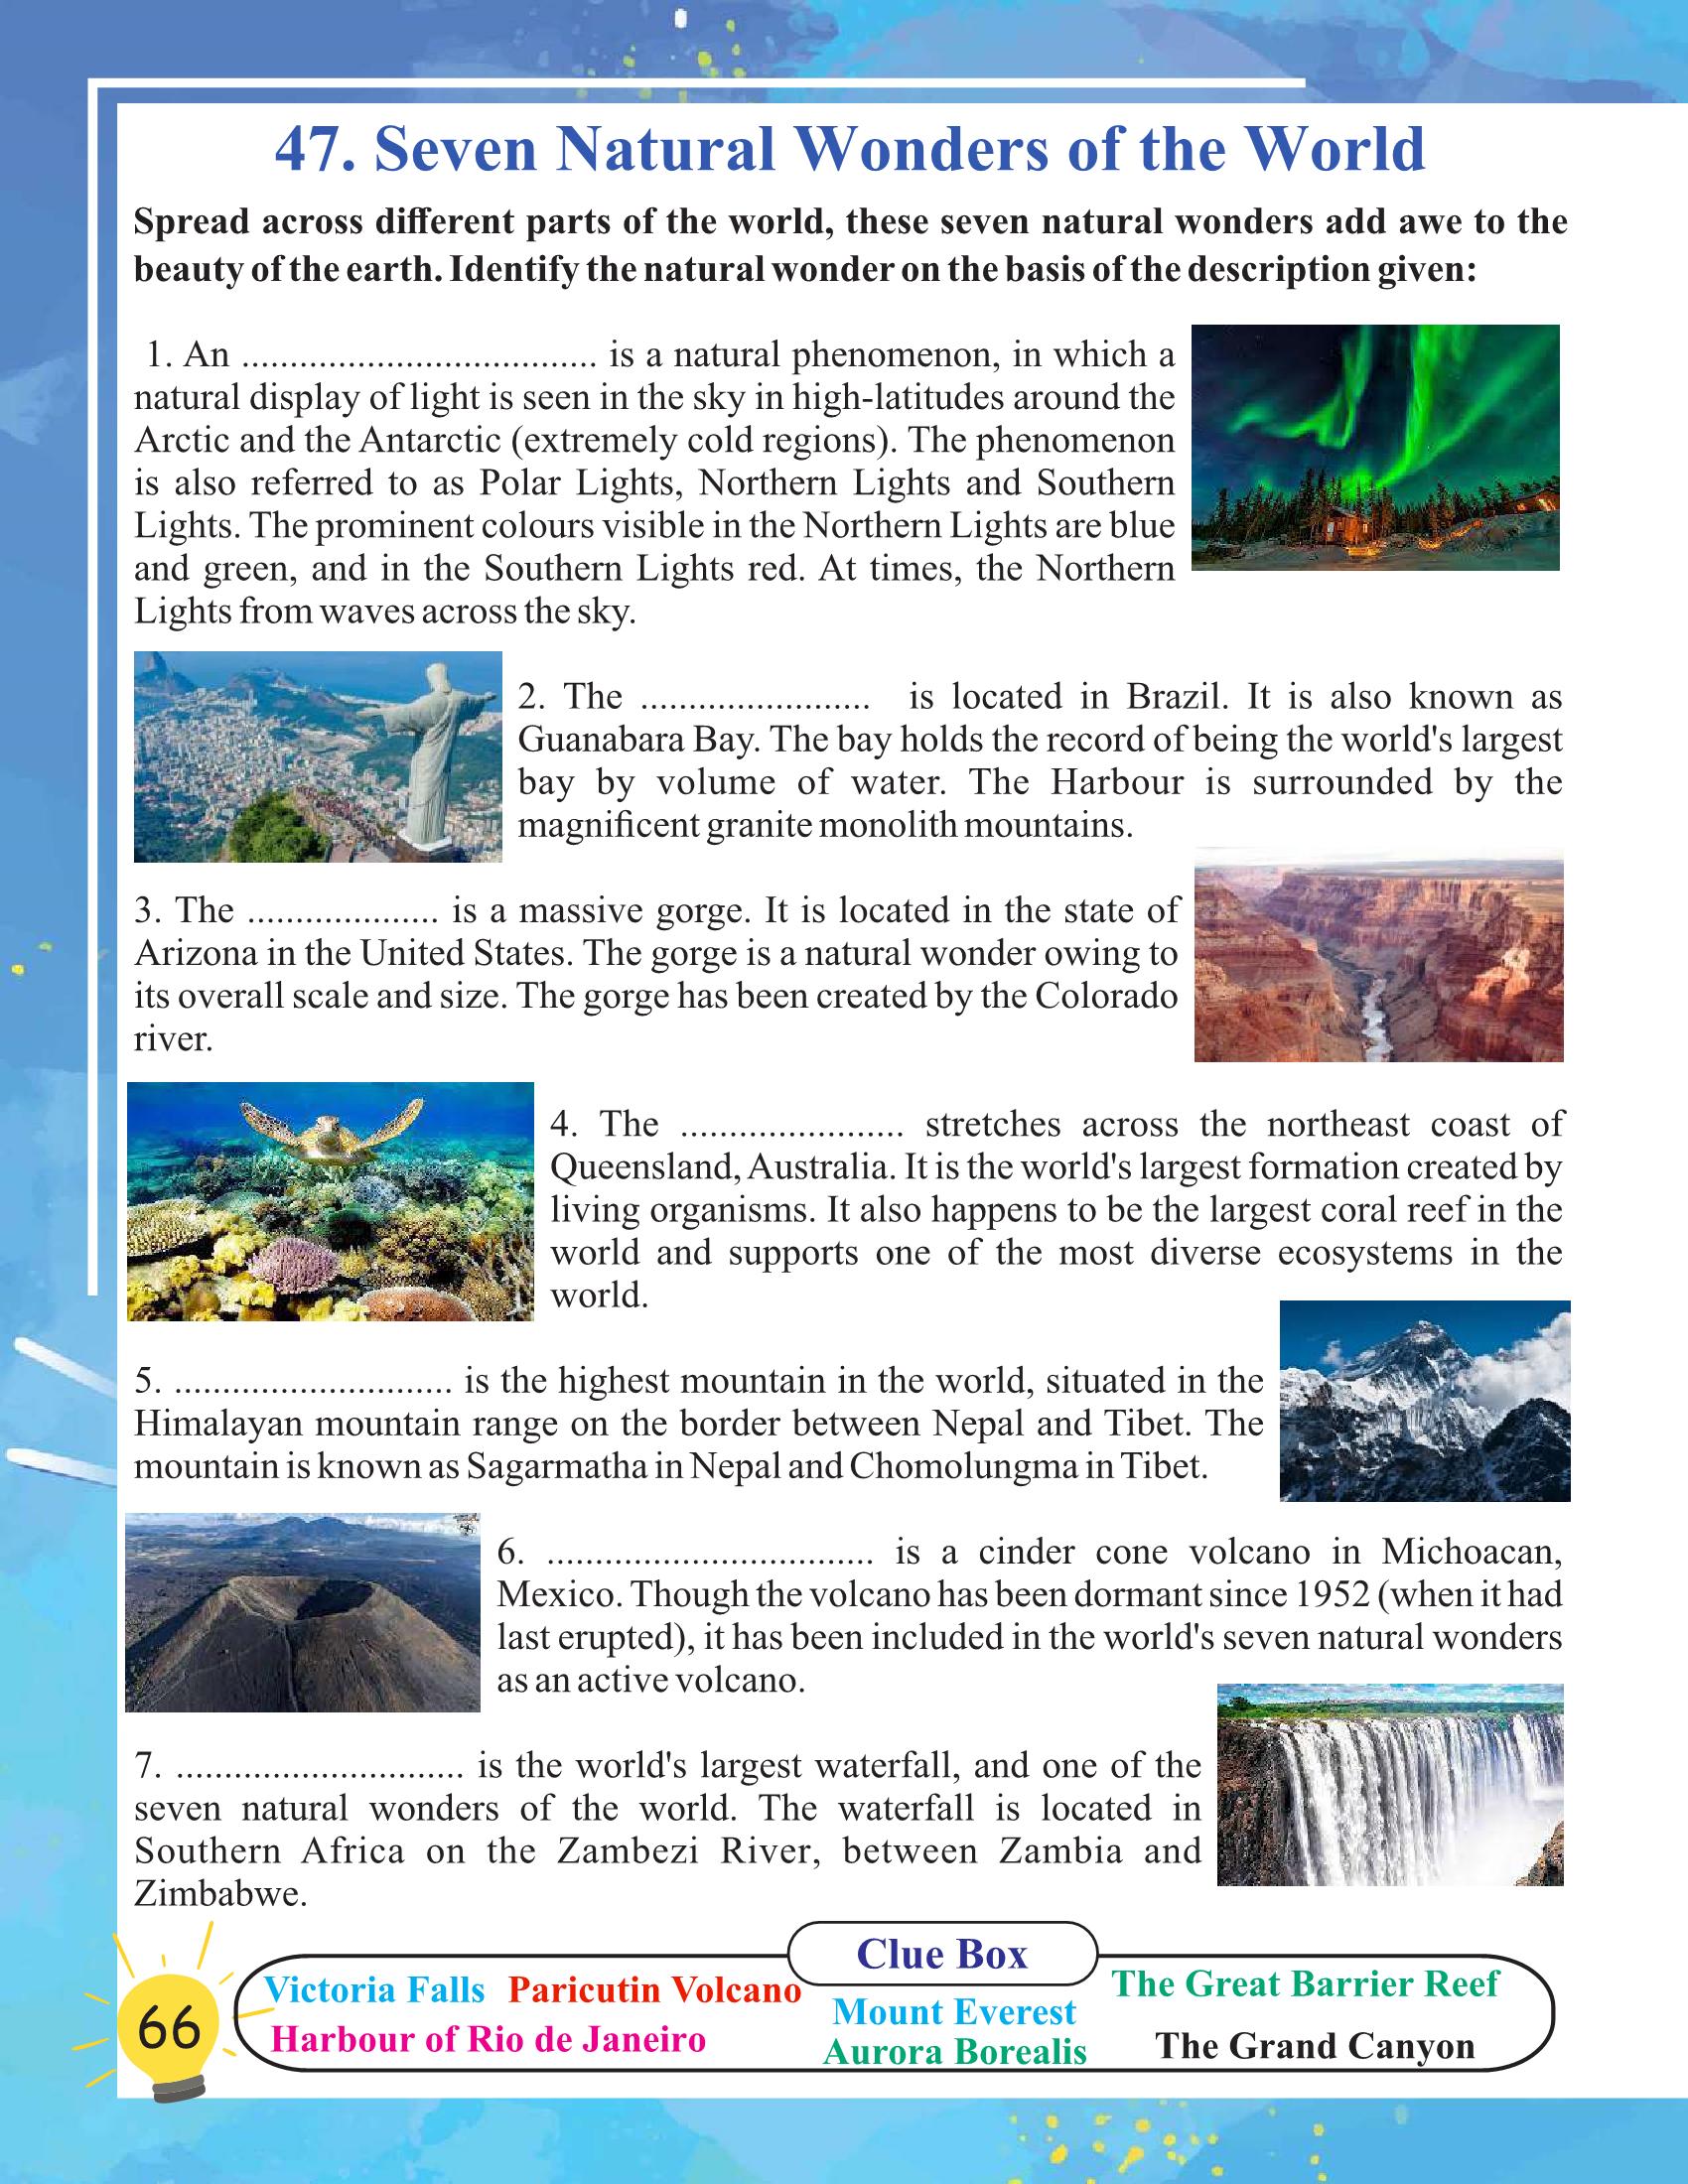 47. Seven Natural Wonders of the World
Spread across different parts of the world, these seven natural wonders add awe to the
beauty of the earth. Identify the natural wonder on the basis of the description given:
1. An ..................................... is a natural phenomenon, in which a
natural display of light is seen in the sky in high-latitudes around the
Arctic and the Antarctic (extremely cold regions). The phenomenon
is also referred to as Polar Lights, Northern Lights and Southern
Lights. The prominent colours visible in the Northern Lights are blue
and green, and in the Southern Lights red. At times, the Northern
Lights from waves across the sky.
2. The ........................ is located in Brazil. It is also known as
Guanabara Bay. The bay holds the record of being the world's largest
bay by volume of water. The Harbour is surrounded by the
magnificent granite monolith mountains.
3. The .................... is a massive gorge. It is located in the state of
Arizona in the United States. The gorge is a natural wonder owing to
its overall scale and size. The gorge has been created by the Colorado
river.
4. The ....................... stretches across the northeast coast of
Queensland, Australia. It is the world's largest formation created by
living organisms. It also happens to be the largest coral reef in the
world and supports one of the most diverse ecosystems in the
world.
5. ............................. is the highest mountain in the world, situated in the
Himalayan mountain range on the border between Nepal and Tibet. The
mountain is known as Sagarmatha in Nepal and Chomolungma in Tibet.
6. .................................. is a cinder cone volcano in Michoacan,
Mexico. Though the volcano has been dormant since 1952 (when it had
last erupted), it has been included in the world's seven natural wonders
as an active volcano.
7. .............................. is the world's largest waterfall, and one of the
seven natural wonders of the world. The waterfall is located in
Southern Africa on the Zambezi River, between Zambia and
Zimbabwe.
Clue Box
Victoria Falls Paricutin Volcano
Harbour of Rio de Janeiro
Mount Everest
Aurora Borealis
The Great Barrier Reef
The Grand Canyon
66